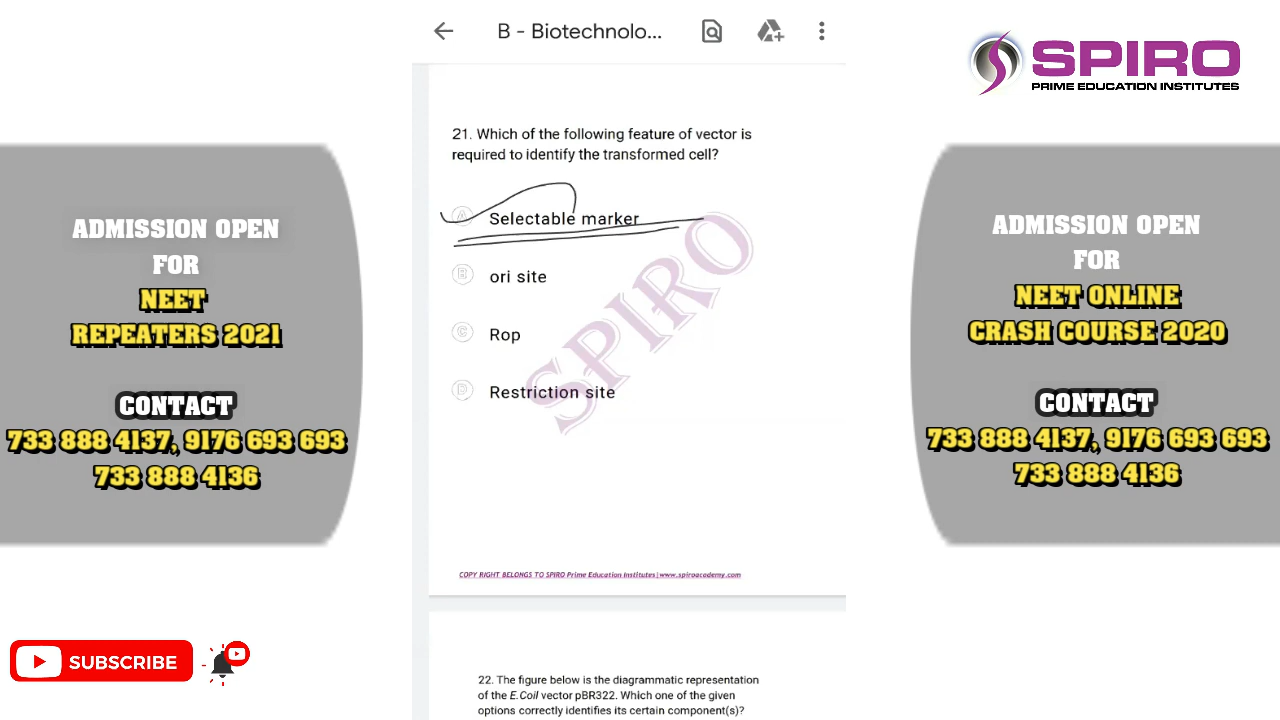 B - Biotechnolo...
SPIRO
PRIME EDUCATION INSTITUTES
ADMISSION OPEN
FOR
NEET
REPEATERS 2021
CONTACT
733 888 4137, 9176 693 693
733 888 4136
21. Which of the following feature of vector is
required to identify the transformed cell?
A Selectable marker
B ori site
C Rop
D Restriction site
SPIRO
COPY RIGHT BELONGS TO SPIRO Prime Education Institutes|www.spiroacademy.com
22. The figure below is the diagrammatic representation
of the E.Coil vector pBR322. Which one of the given
options correctly identifies its certain component(s)?
ADMISSION OPEN
FOR
NEET ONLINE
CRASH COURSE 2020
CONTACT
733 888 4137, 9176 693 693
733 888 4136
SUBSCRIBE